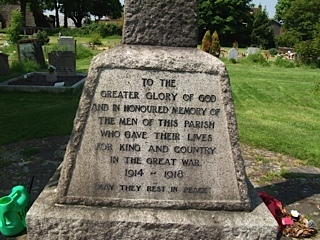 TO THE
GREATER GLORY OF GOD
AND IN HONOURED MEMORY OF
THE MEN OF THIS PARISH
WHO GAVE THEIR LIVES
FOR KING AND COUNTRY
IN THE GREAT WAR
1914 - 1918
MAY THEY REST IN PEACE